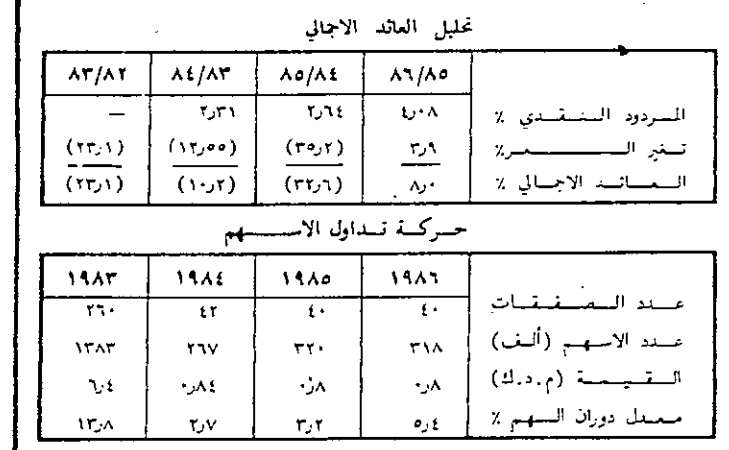 تحليل العائد الاجمالي
٨٦/٨٥ ٨٥/٨٤ ٨٤/٨٣ ٨٣/٨٢
المردود النقدي ٪ ٤٫٠٨ ٢٫٦٤ ٢٫٣١ —
تغير السعر٪ ٣٫٩ (٣٥٫٢) (١٢٫٥٥) (٢٣٫١)
العائد الاجمالي ٪ ٨٫٠ (٣٢٫٦) (١٠٫٢) (٢٣٫١)
حركة تداول الاسهم
١٩٨٦ ١٩٨٥ ١٩٨٤ ١٩٨٣
عدد الصفقات ٤٠ ٤٠ ٤٢ ٢٦٠
عدد الاسهم (ألف) ٣١٨ ٣٢٠ ٢٦٧ ١٣٨٣
القيمة (م.د.ك) ٠٫٨ ٠٫٨ ٠٫٨٤ ٦٫٤
معدل دوران السهم ٪ ٥٫٤ ٣٫٢ ٢٫٧ ١٣٫٨